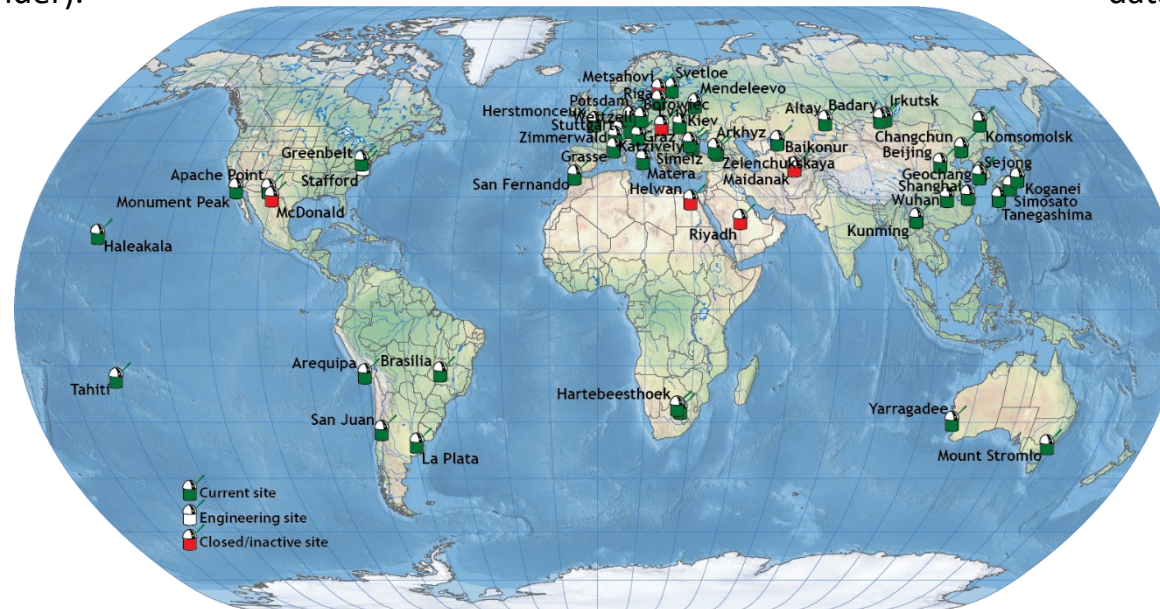 nder).
data
Metsahovi
Svetloe
Riga
Mendeleevo
Potsdam
Borowiec
Herstmonceux
Wettzell
Kiev
Altay
Badary
Irkutsk
Stuttgart
Zimmerwald
Graz
Arkhyz
Baikonur
Changchun
Komsomolsk
Katzively
Beijing
Greenbelt
Grasse
Simeiz
Zelenchukskaya
Sejong
Apache Point
Stafford
San Fernando
Matera
Maidanak
Geochang
Helwan
Shanghai
Koganei
Monument Peak
McDonald
Wuhan
Simosato
Tanegashima
Haleakala
Riyadh
Kunming
Arequipa
Brasilia
Tahiti
Hartebeesthoek
San Juan
Yarragadee
La Plata
Mount Stromlo
Current site
Engineering site
Closed/inactive site